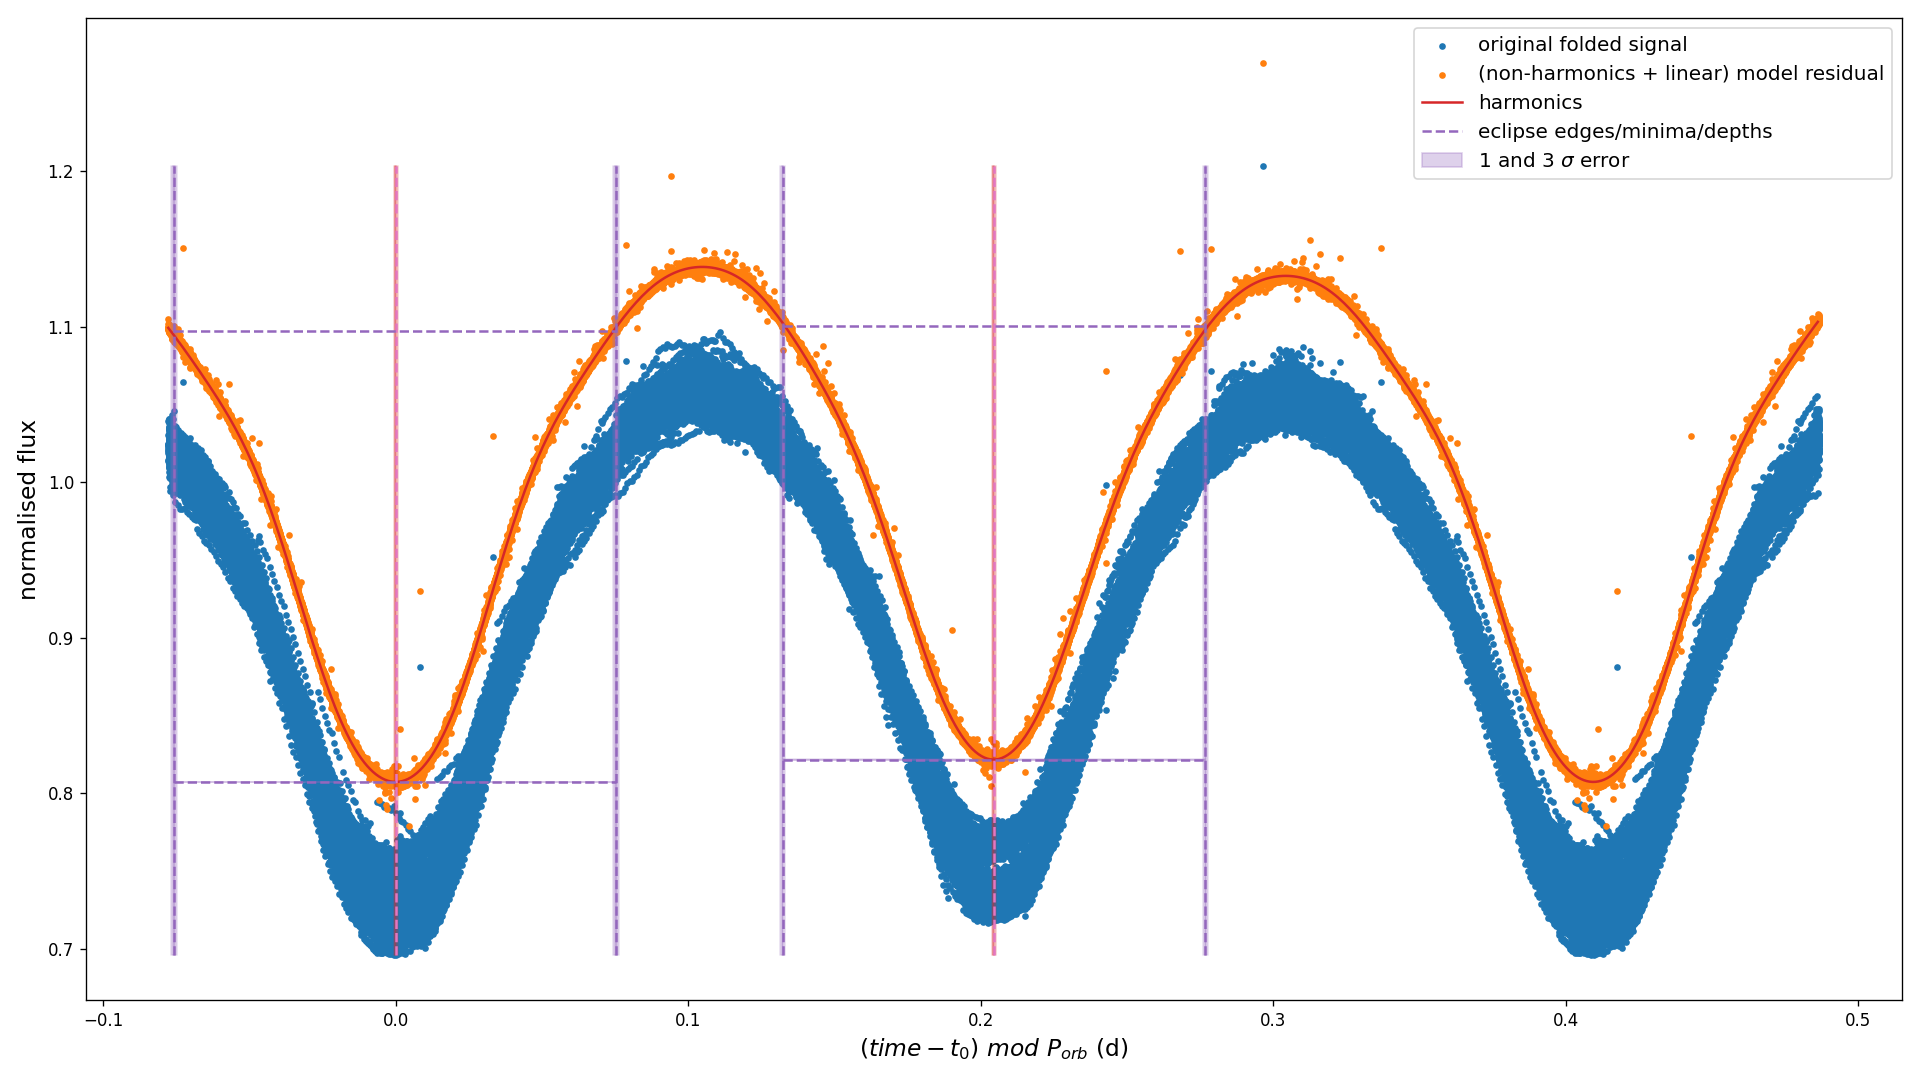 original folded signal
(non-harmonics + linear) model residual
harmonics
eclipse edges/minima/depths
1 and 3 σ error
normalised flux
1.2
1.1
1.0
0.9
0.8
0.7
−0.1
0.0
0.1
0.2
0.3
0.4
0.5
(time − t₀) mod P_orb (d)